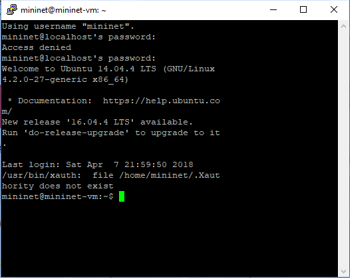 mininet@mininet-vm: ~
Using username "mininet".
mininet@localhost's password:
Access denied
mininet@localhost's password:
Welcome to Ubuntu 14.04.4 LTS (GNU/Linux
4.2.0-27-generic x86_64)
* Documentation:  https://help.ubuntu.co
m/
New release '16.04.4 LTS' available.
Run 'do-release-upgrade' to upgrade to it
.
Last login: Sat Apr  7 21:59:50 2018
/usr/bin/xauth:  file /home/mininet/.Xaut
hority does not exist
mininet@mininet-vm:~$